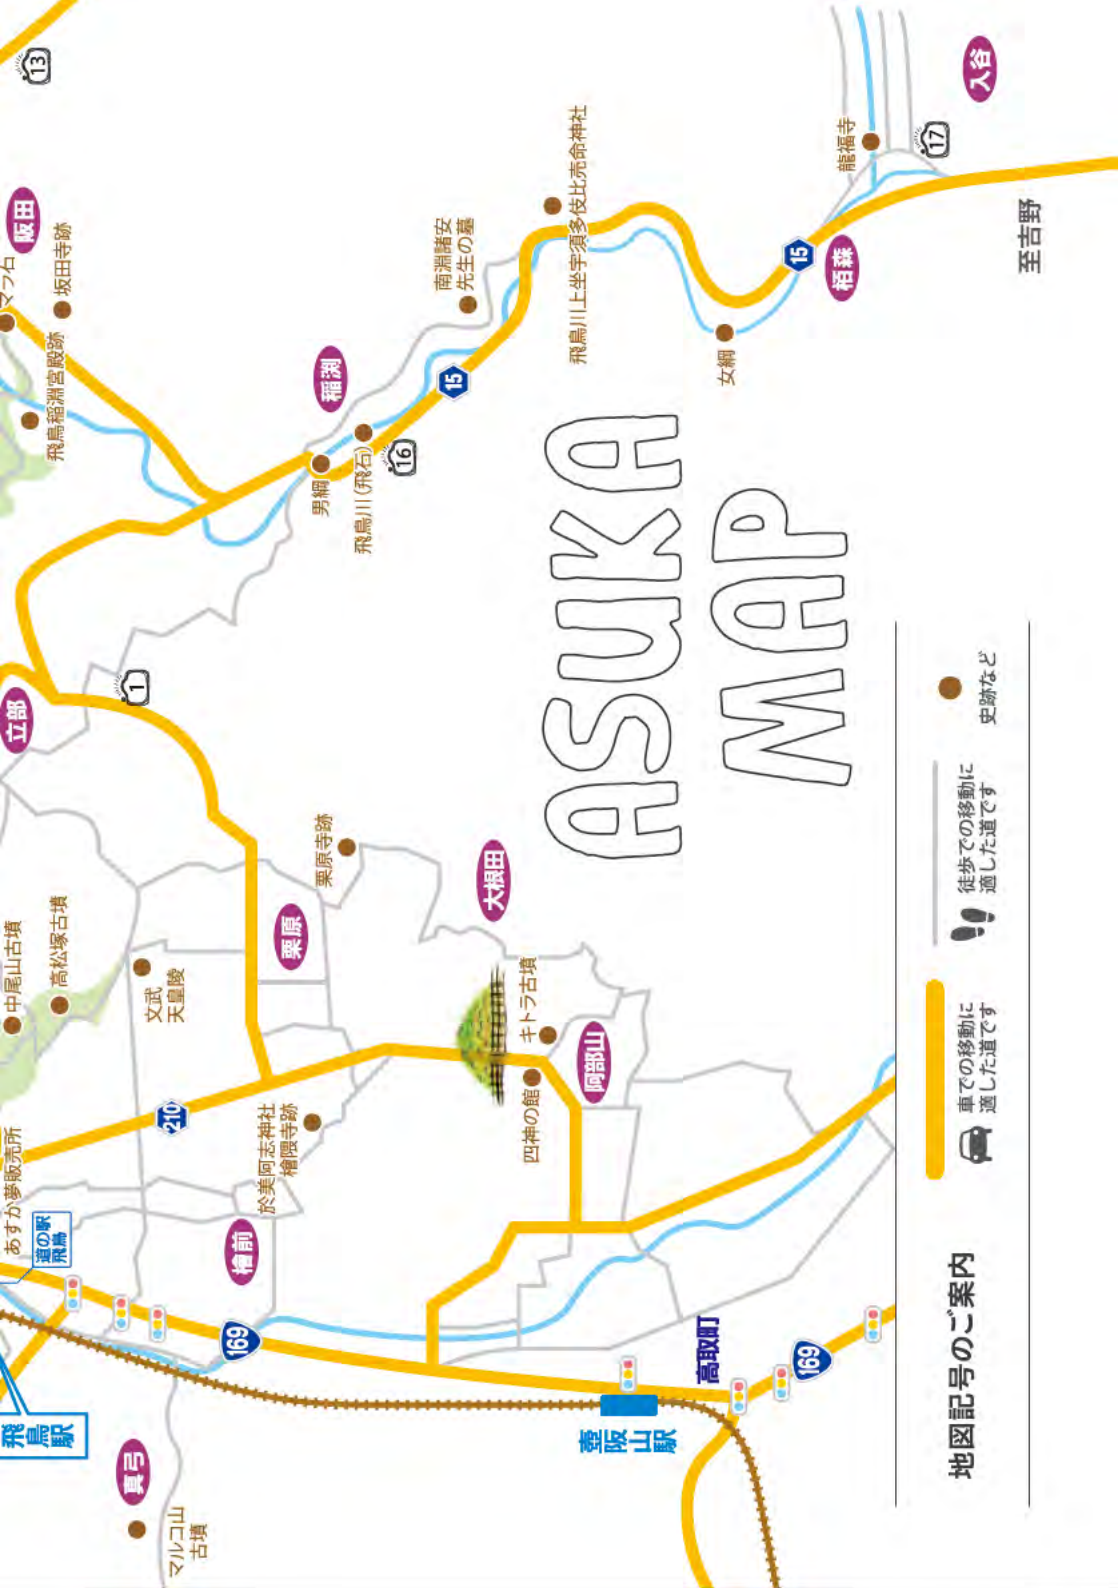 13
阪田
マラ石
坂田寺跡
飛鳥稲淵宮殿跡
立部
1
中尾山古墳
高松塚古墳
文武
天皇陵
栗原
栗原寺跡
大根田
キトラ古墳
四神の館
阿部山
210
於美阿志神社
檜隈寺跡
檜前
あすか夢販売所
道の駅
飛鳥
飛鳥駅
169
真弓
マルコ山
古墳
壺阪山駅
高取町
169
稲渕
男綱
飛鳥川(飛石)
16
15
南淵請安
先生の墓
飛鳥川上坐宇須多伎比売命神社
女綱
15
栢森
龍福寺
17
入谷
至吉野
ASUKA
MAP
地図記号のご案内
車での移動に
適した道です
徒歩での移動に
適した道です
史跡など